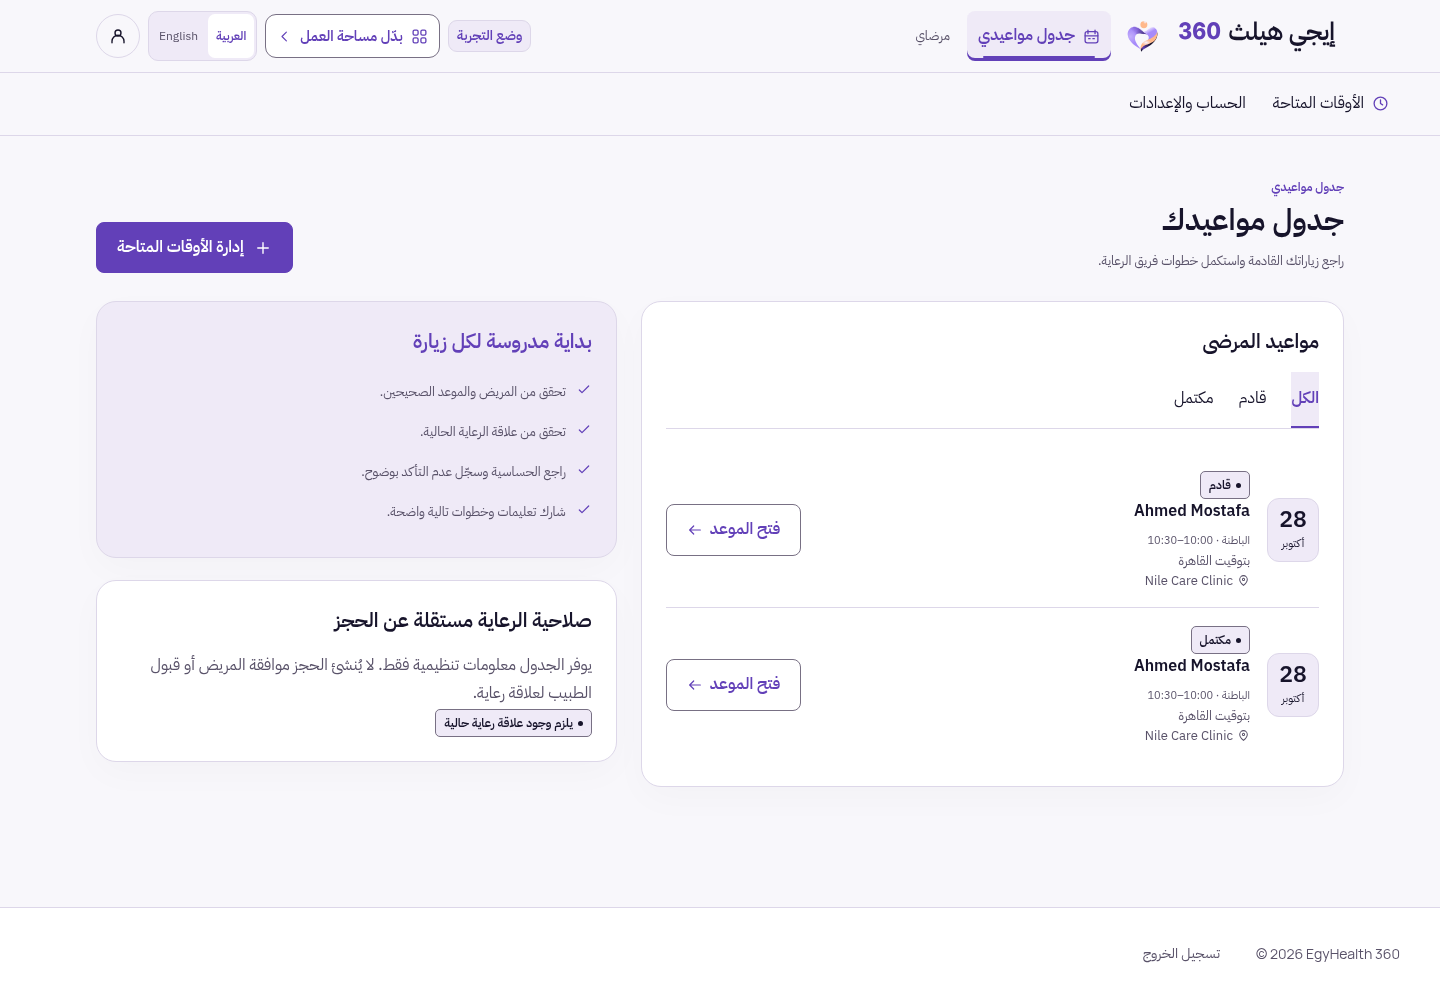 إيجي هيلث 360
جدول مواعيدي
مرضاي
وضع التجربة
بدّل مساحة العمل
العربية
English
الأوقات المتاحة
الحساب والإعدادات
جدول مواعيدي
جدول مواعيدك
راجع زياراتك القادمة واستكمل خطوات فريق الرعاية.
إدارة الأوقات المتاحة
مواعيد المرضى
الكل
قادم
مكتمل
28
أكتوبر
قادم
Ahmed Mostafa
الباطنة · 10:00–10:30
بتوقيت القاهرة
Nile Care Clinic
فتح الموعد
28
أكتوبر
مكتمل
Ahmed Mostafa
الباطنة · 10:00–10:30
بتوقيت القاهرة
Nile Care Clinic
فتح الموعد
بداية مدروسة لكل زيارة
تحقق من المريض والموعد الصحيحين.
تحقق من علاقة الرعاية الحالية.
راجع الحساسية وسجّل عدم التأكد بوضوح.
شارك تعليمات وخطوات تالية واضحة.
صلاحية الرعاية مستقلة عن الحجز
يوفر الجدول معلومات تنظيمية فقط. لا يُنشئ الحجز موافقة المريض أو قبول
الطبيب لعلاقة رعاية.
يلزم وجود علاقة رعاية حالية
© 2026 EgyHealth 360
تسجيل الخروج